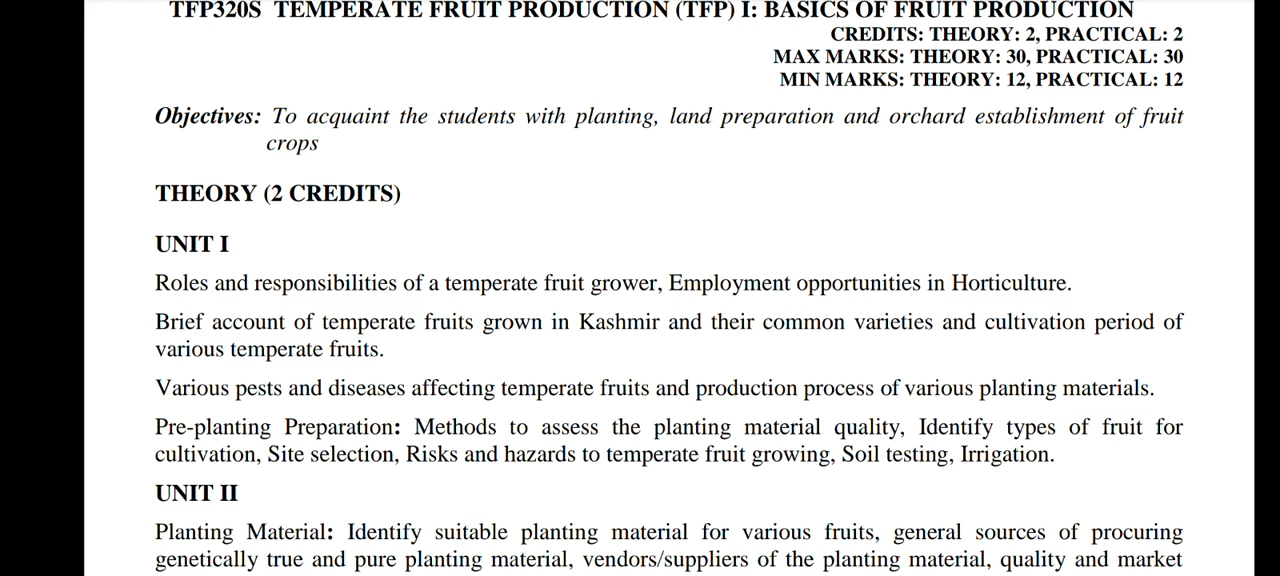 TFP320S TEMPERATE FRUIT PRODUCTION (TFP) I: BASICS OF FRUIT PRODUCTION
CREDITS: THEORY: 2, PRACTICAL: 2
MAX MARKS: THEORY: 30, PRACTICAL: 30
MIN MARKS: THEORY: 12, PRACTICAL: 12
Objectives: To acquaint the students with planting, land preparation and orchard establishment of fruit
crops
THEORY (2 CREDITS)
UNIT I
Roles and responsibilities of a temperate fruit grower, Employment opportunities in Horticulture.
Brief account of temperate fruits grown in Kashmir and their common varieties and cultivation period of
various temperate fruits.
Various pests and diseases affecting temperate fruits and production process of various planting materials.
Pre-planting Preparation: Methods to assess the planting material quality, Identify types of fruit for
cultivation, Site selection, Risks and hazards to temperate fruit growing, Soil testing, Irrigation.
UNIT II
Planting Material: Identify suitable planting material for various fruits, general sources of procuring
genetically true and pure planting material, vendors/suppliers of the planting material, quality and market